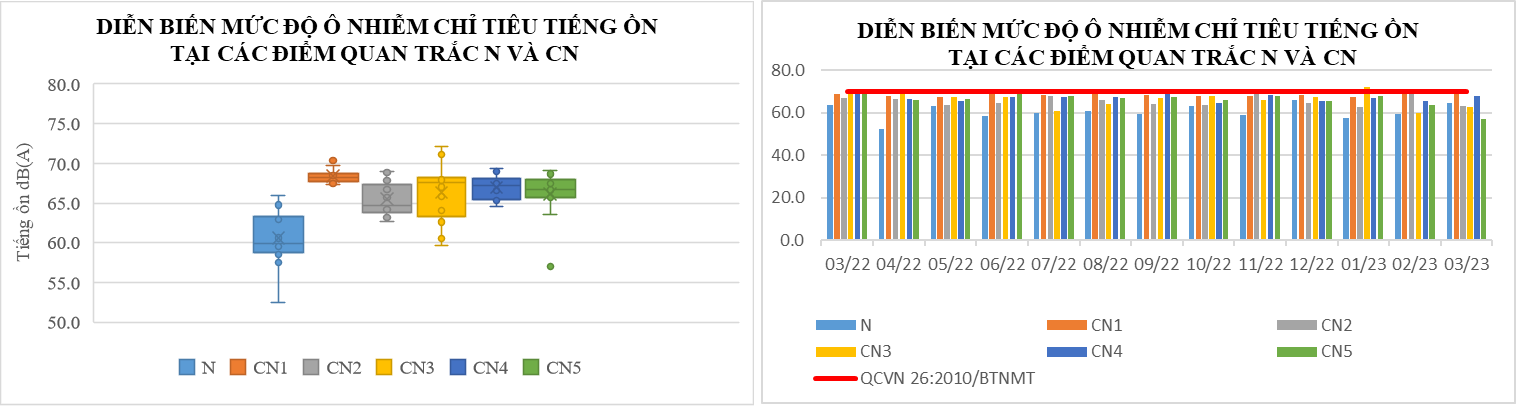 DIỄN BIẾN MỨC ĐỘ Ô NHIỄM CHỈ TIÊU TIẾNG ỒN
TẠI CÁC ĐIỂM QUAN TRẮC N VÀ CN
80.0
75.0
70.0
65.0
60.0
55.0
50.0
Tiếng ồn dB(A)
N CN1 CN2 CN3 CN4 CN5
DIỄN BIẾN MỨC ĐỘ Ô NHIỄM CHỈ TIÊU TIẾNG ỒN
TẠI CÁC ĐIỂM QUAN TRẮC N VÀ CN
80.0
60.0
40.0
20.0
0.0
03/22 04/22 05/22 06/22 07/22 08/22 09/22 10/22 11/22 12/22 01/23 02/23 03/23
N CN1 CN2
CN3 CN4 CN5
QCVN 26:2010/BTNMT